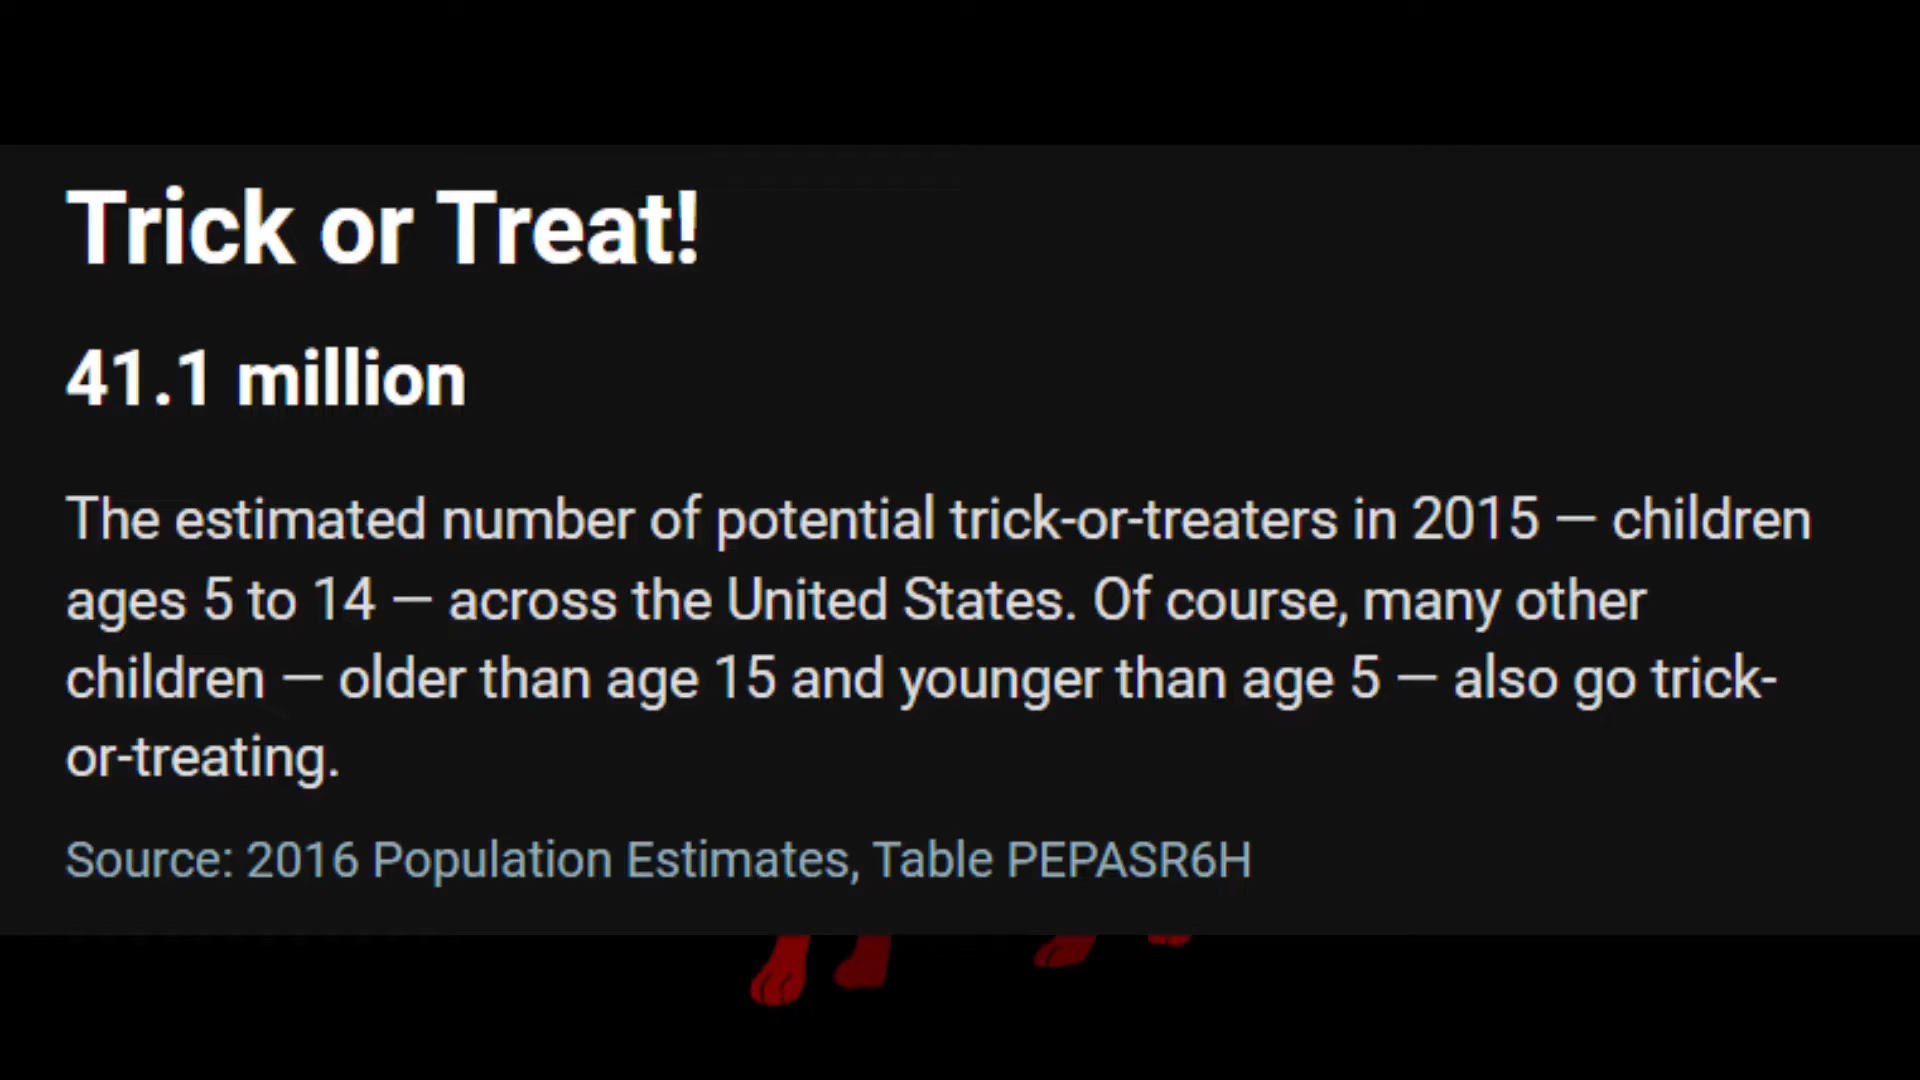 Trick or Treat!
41.1 million
The estimated number of potential trick-or-treaters in 2015 — children
ages 5 to 14 — across the United States. Of course, many other
children — older than age 15 and younger than age 5 — also go trick-
or-treating.
Source: 2016 Population Estimates, Table PEPASR6H